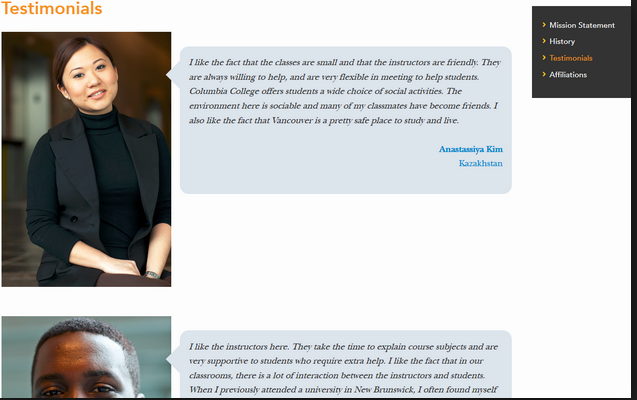 Testimonials
Mission Statement
History
Testimonials
Affiliations
I like the fact that the classes are small and that the instructors are friendly. They
are always willing to help, and are very flexible in meeting to help students.
Columbia College offers students a wide choice of social activities. The
environment here is sociable and many of my classmates have become friends. I
also like the fact that Vancouver is a pretty safe place to study and live.
Anastassiya Kim
Kazakhstan
I like the instructors here. They take the time to explain course subjects and are
very supportive to students who require extra help. I like the fact that in our
classrooms, there is a lot of interaction between the instructors and students.
When I previously attended a university in New Brunswick, I often found myself